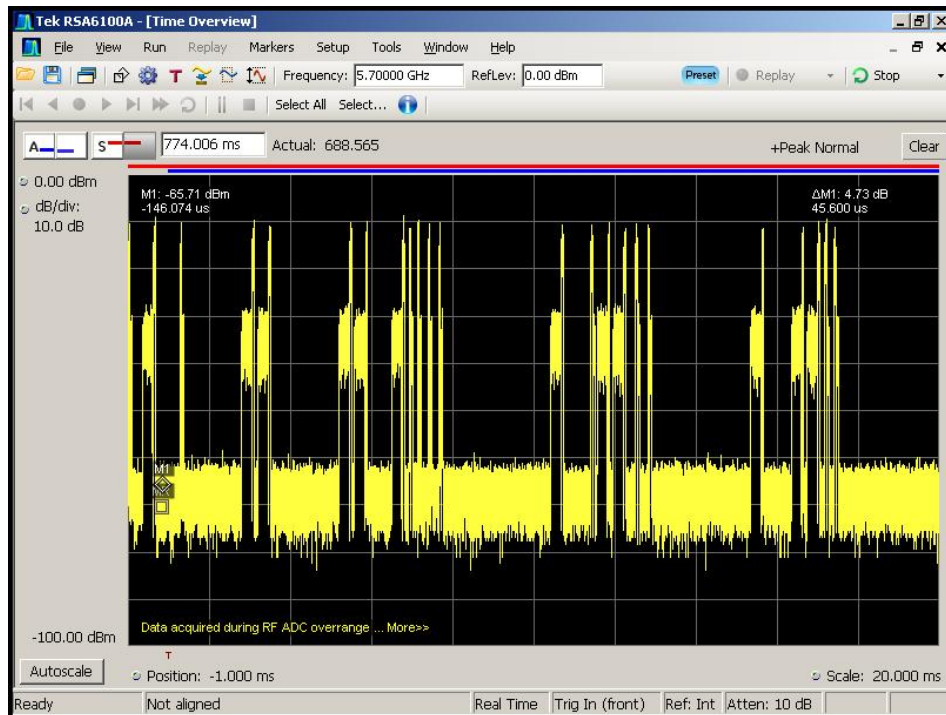 Tek RSA6100A - [Time Overview]
File View Run Replay Markers Setup Tools Window Help
Frequency: 5.70000 GHz RefLev: 0.00 dBm Preset Replay Stop
Select All Select...
A S 774.006 ms Actual: 688.565 +Peak Normal Clear
0.00 dBm
dB/div:
10.0 dB
M1: -65.71 dBm
-146.074 us
ΔM1: 4.73 dB
45.600 us
M1
Data acquired during RF ADC overrange ... More>>
-100.00 dBm
T
Autoscale Position: -1.000 ms Scale: 20.000 ms
Ready Not aligned Real Time Trig In (front) Ref: Int Atten: 10 dB